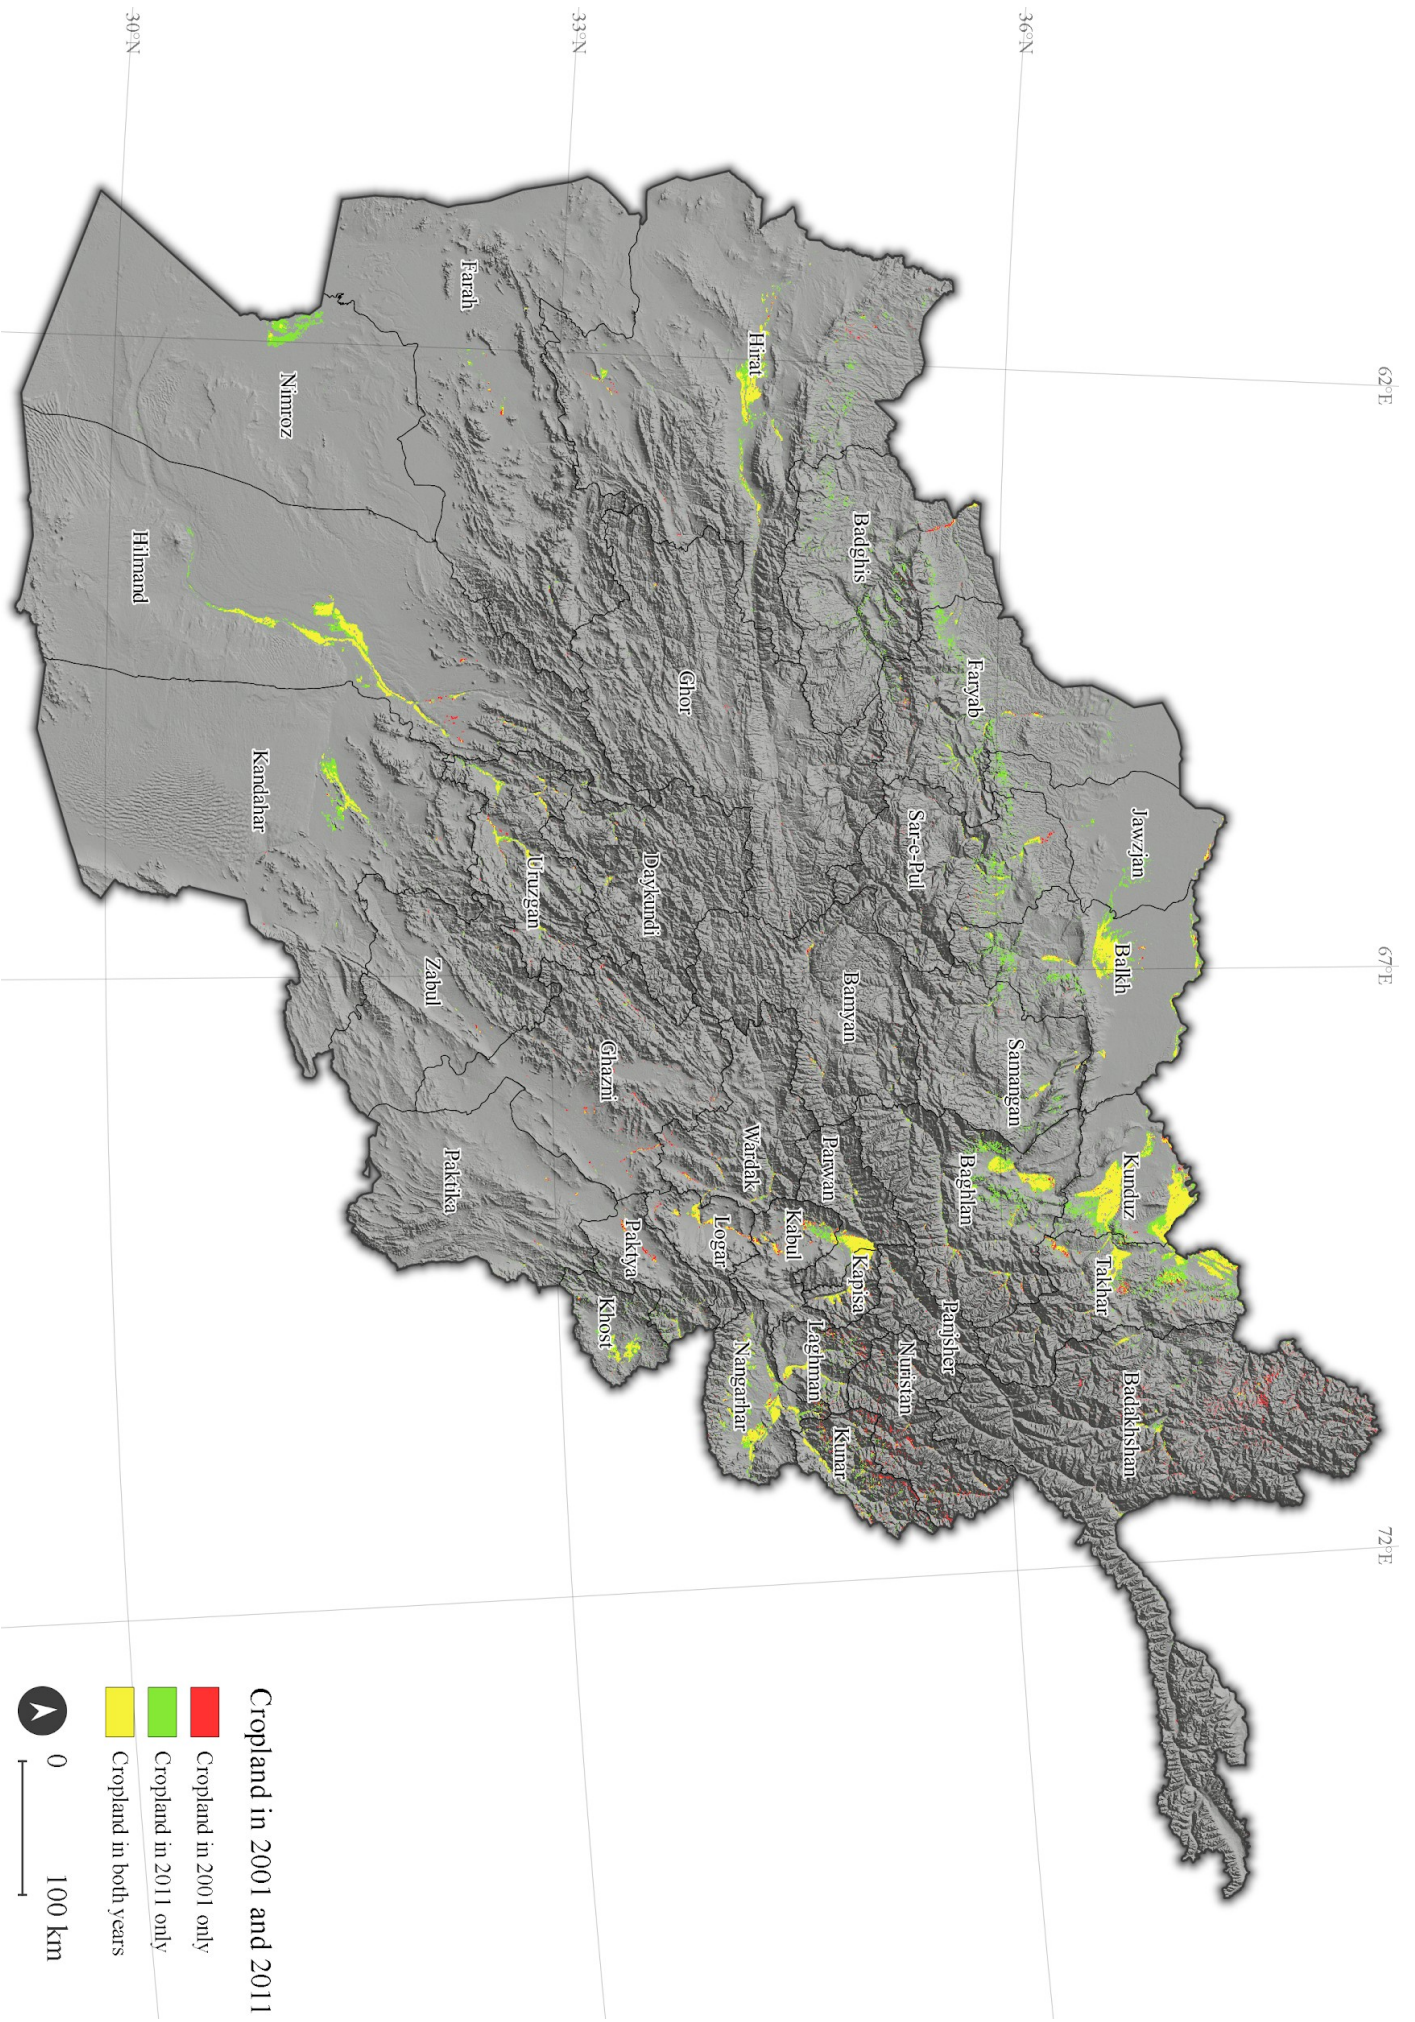 62°E
67°E
72°E
36°N
33°N
30°N
Jawzjan
Balkh
Kunduz
Takhar
Badakhshan
Faryab
Sar-e-Pul
Samangan
Baghlan
Panjsher
Badghis
Bamyan
Parwan
Kapisa
Nuristan
Kunar
Laghman
Hirat
Ghor
Wardak
Kabul
Logar
Nangarhar
Daykundi
Ghazni
Paktya
Khost
Farah
Uruzgan
Zabul
Paktika
Nimroz
Kandahar
Hilmand
Cropland in 2001 and 2011
Cropland in 2001 only
Cropland in 2011 only
Cropland in both years
0 100 km